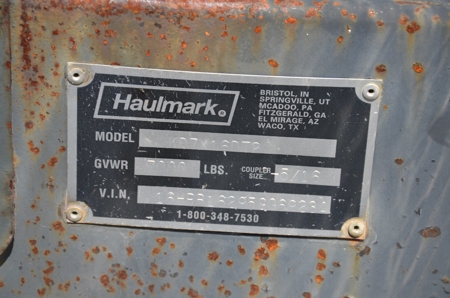 Haulmark®
BRISTOL, IN
SPRINGVILLE, UT
MCADOO, PA
FITZGERALD, GA
EL MIRAGE, AZ
WACO, TX
MODEL
GVWR 7000 LBS. COUPLER SIZE
V.I.N.
1-800-348-7530